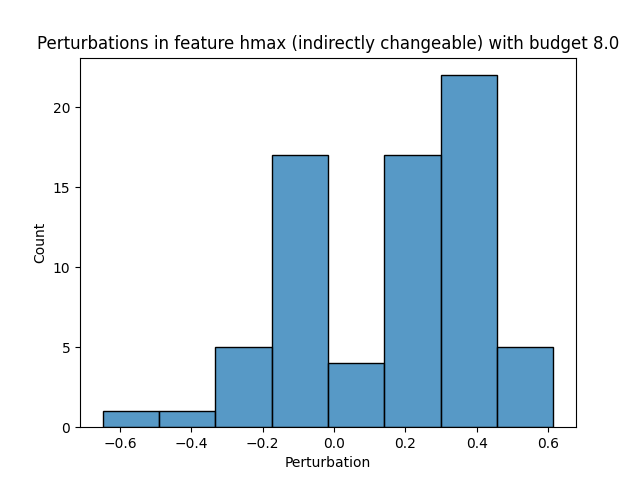 Perturbations in feature hmax (indirectly changeable) with budget 8.0
20
15
10
5
0
Count
−0.6 −0.4 −0.2 0.0 0.2 0.4 0.6
Perturbation